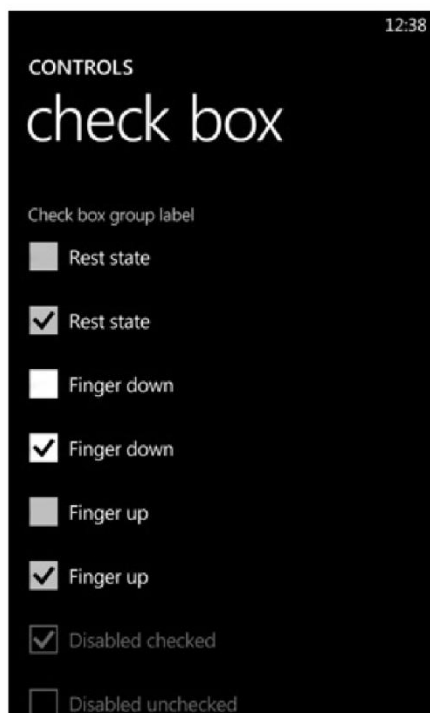 12:38
CONTROLS
check box
Check box group label
Rest state
Rest state
Finger down
Finger down
Finger up
Finger up
Disabled checked
Disabled unchecked